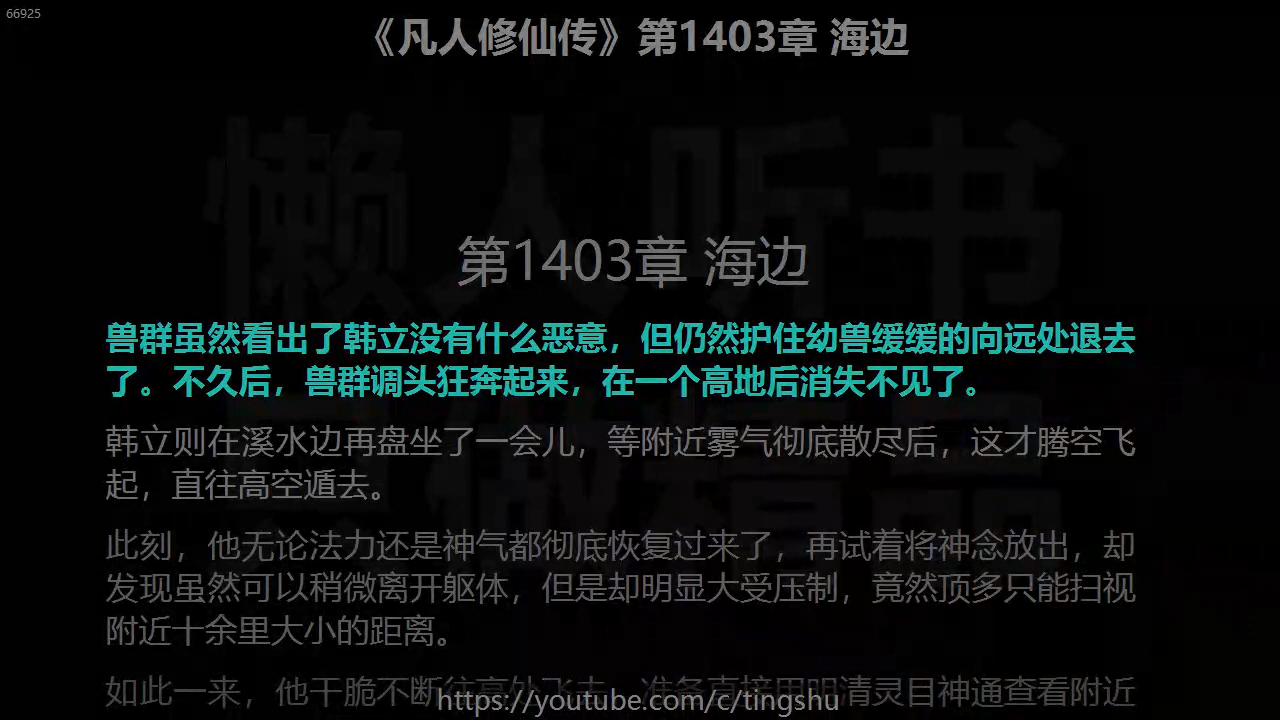 66925
《凡人修仙传》第1403章 海边
懒人听书
第1403章 海边
兽群虽然看出了韩立没有什么恶意，但仍然护住幼兽缓缓的向远处退去
了。不久后，兽群调头狂奔起来，在一个高地后消失不见了。
只做精品
韩立则在溪水边再盘坐了一会儿，等附近雾气彻底散尽后，这才腾空飞
起，直往高空遁去。
此刻，他无论法力还是神气都彻底恢复过来了，再试着将神念放出，却
发现虽然可以稍微离开躯体，但是却明显大受压制，竟然顶多只能扫视
附近十余里大小的距离。
如此一来，他干脆不断往高处飞去，准备直接用明清灵目神通查看附近
https://youtube.com/c/tingshu